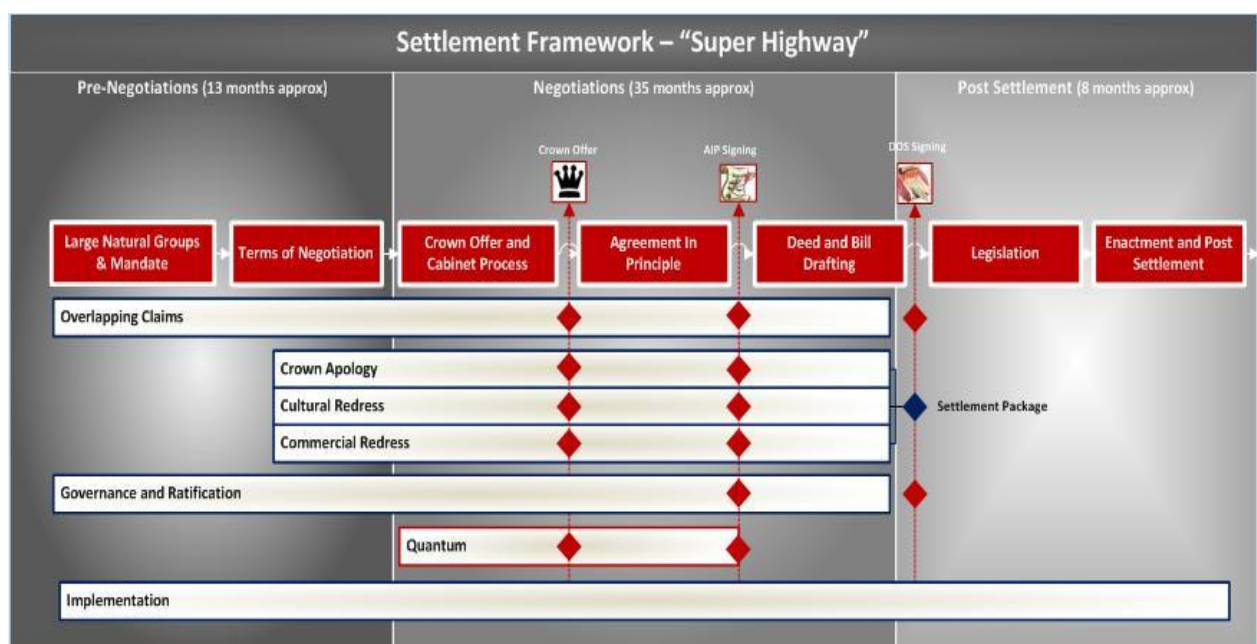 Settlement Framework – “Super Highway”
Pre-Negotiations (13 months approx)
Negotiations (35 months approx)
Post Settlement (8 months approx)
Crown Offer
AIP Signing
DOS Signing
Large Natural Groups
& Mandate
Terms of Negotiation
Crown Offer and
Cabinet Process
Agreement In
Principle
Deed and Bill
Drafting
Legislation
Enactment and Post
Settlement
Overlapping Claims
Crown Apology
Cultural Redress
Settlement Package
Commercial Redress
Governance and Ratification
Quantum
Implementation